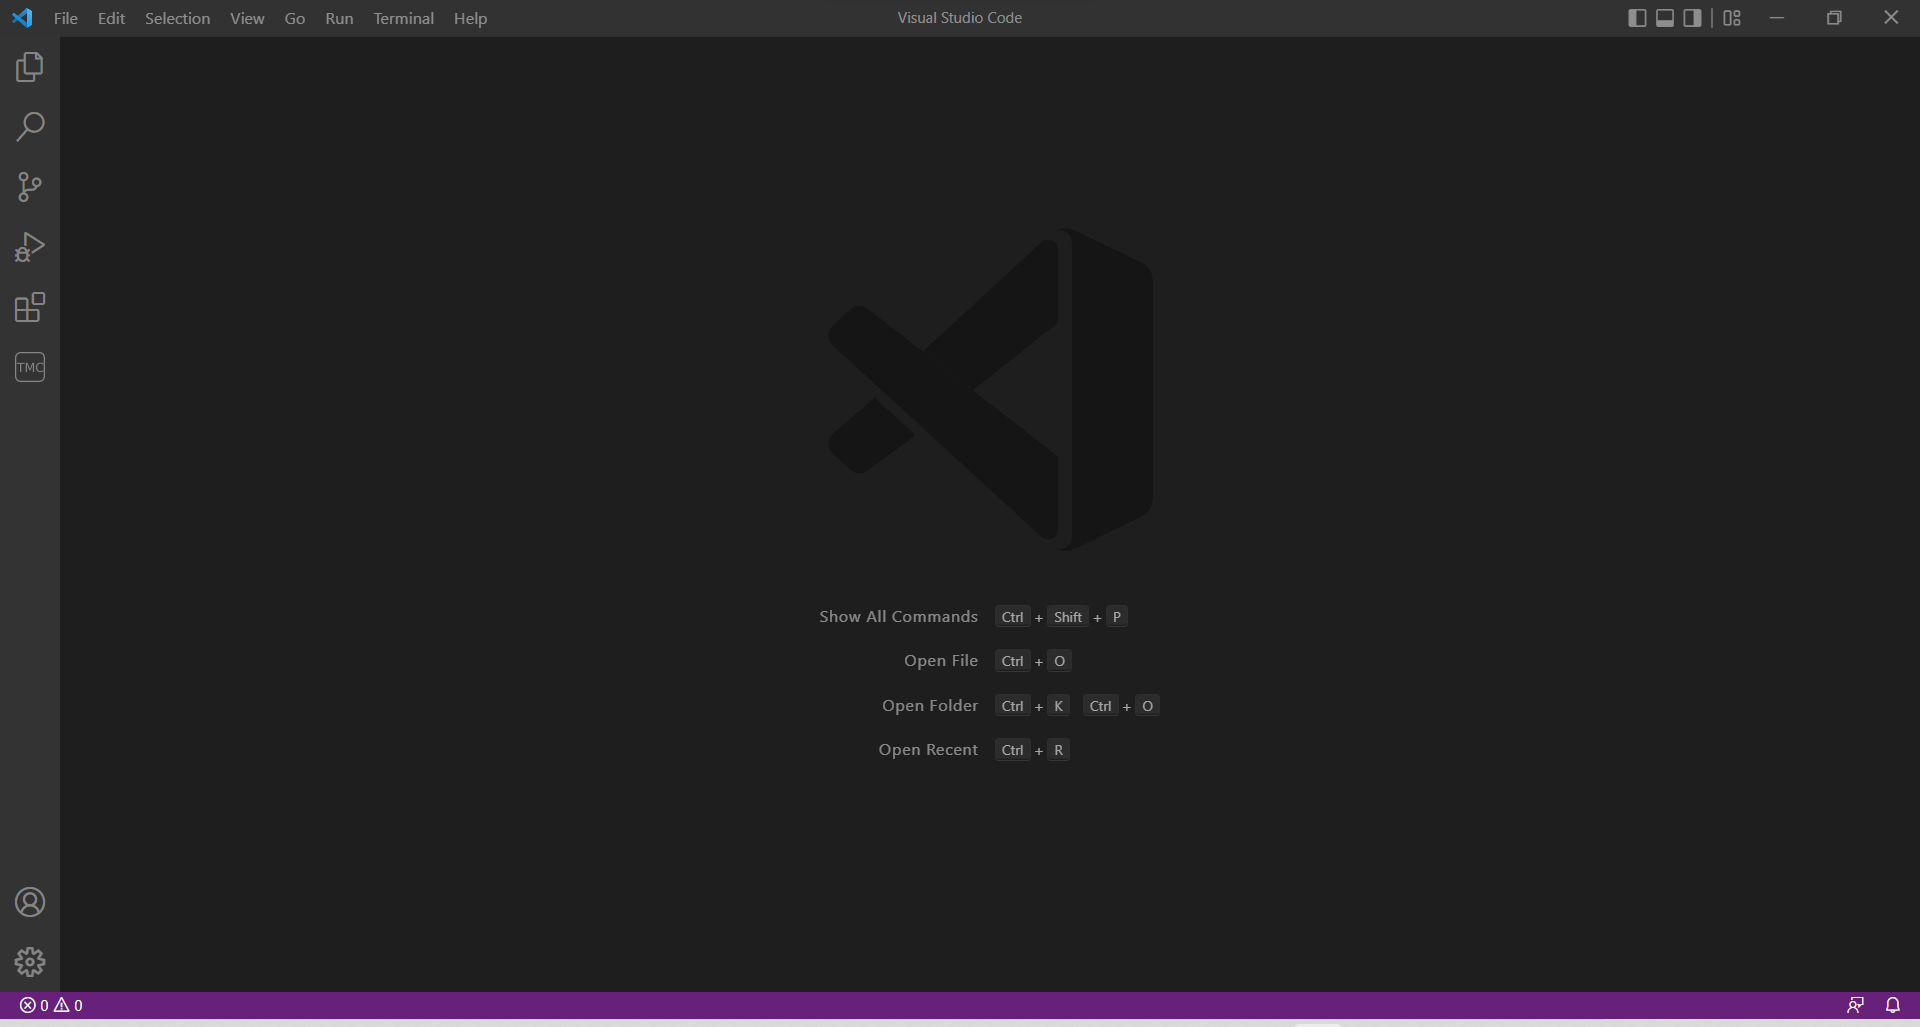 File Edit Selection View Go Run Terminal Help Visual Studio Code
TMC
Show All Commands Ctrl + Shift + P
Open File Ctrl + O
Open Folder Ctrl + K Ctrl + O
Open Recent Ctrl + R
0 0